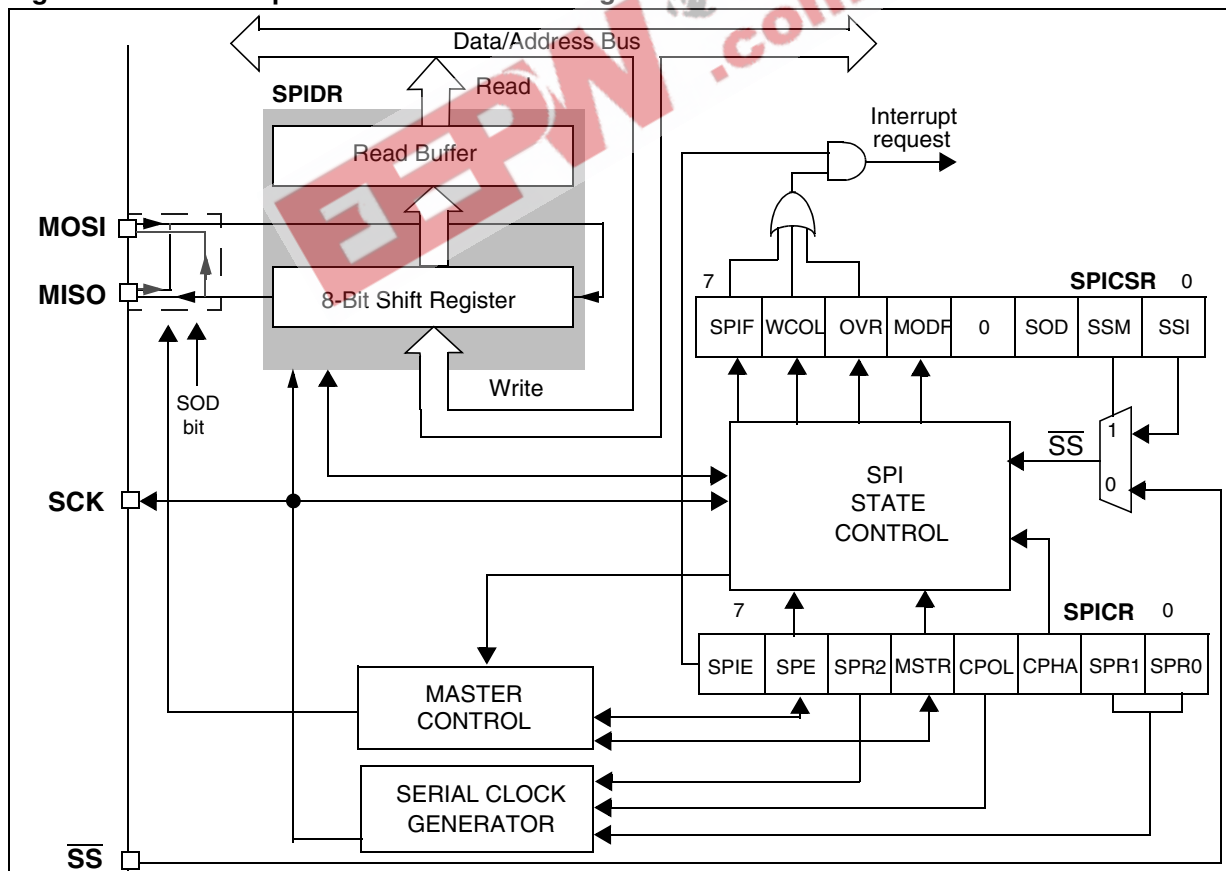 Data/Address Bus
SPIDR
Read
Read Buffer
8-Bit Shift Register
Write
MOSI
MISO
SOD
bit
SCK
SS
Interrupt
request
7 SPICSR 0
SPIF WCOL OVR MODF 0 SOD SSM SSI
SS
1
0
SPI
STATE
CONTROL
7 SPICR 0
SPIE SPE SPR2 MSTR CPOL CPHA SPR1 SPR0
MASTER
CONTROL
SERIAL CLOCK
GENERATOR
EEPW
.com